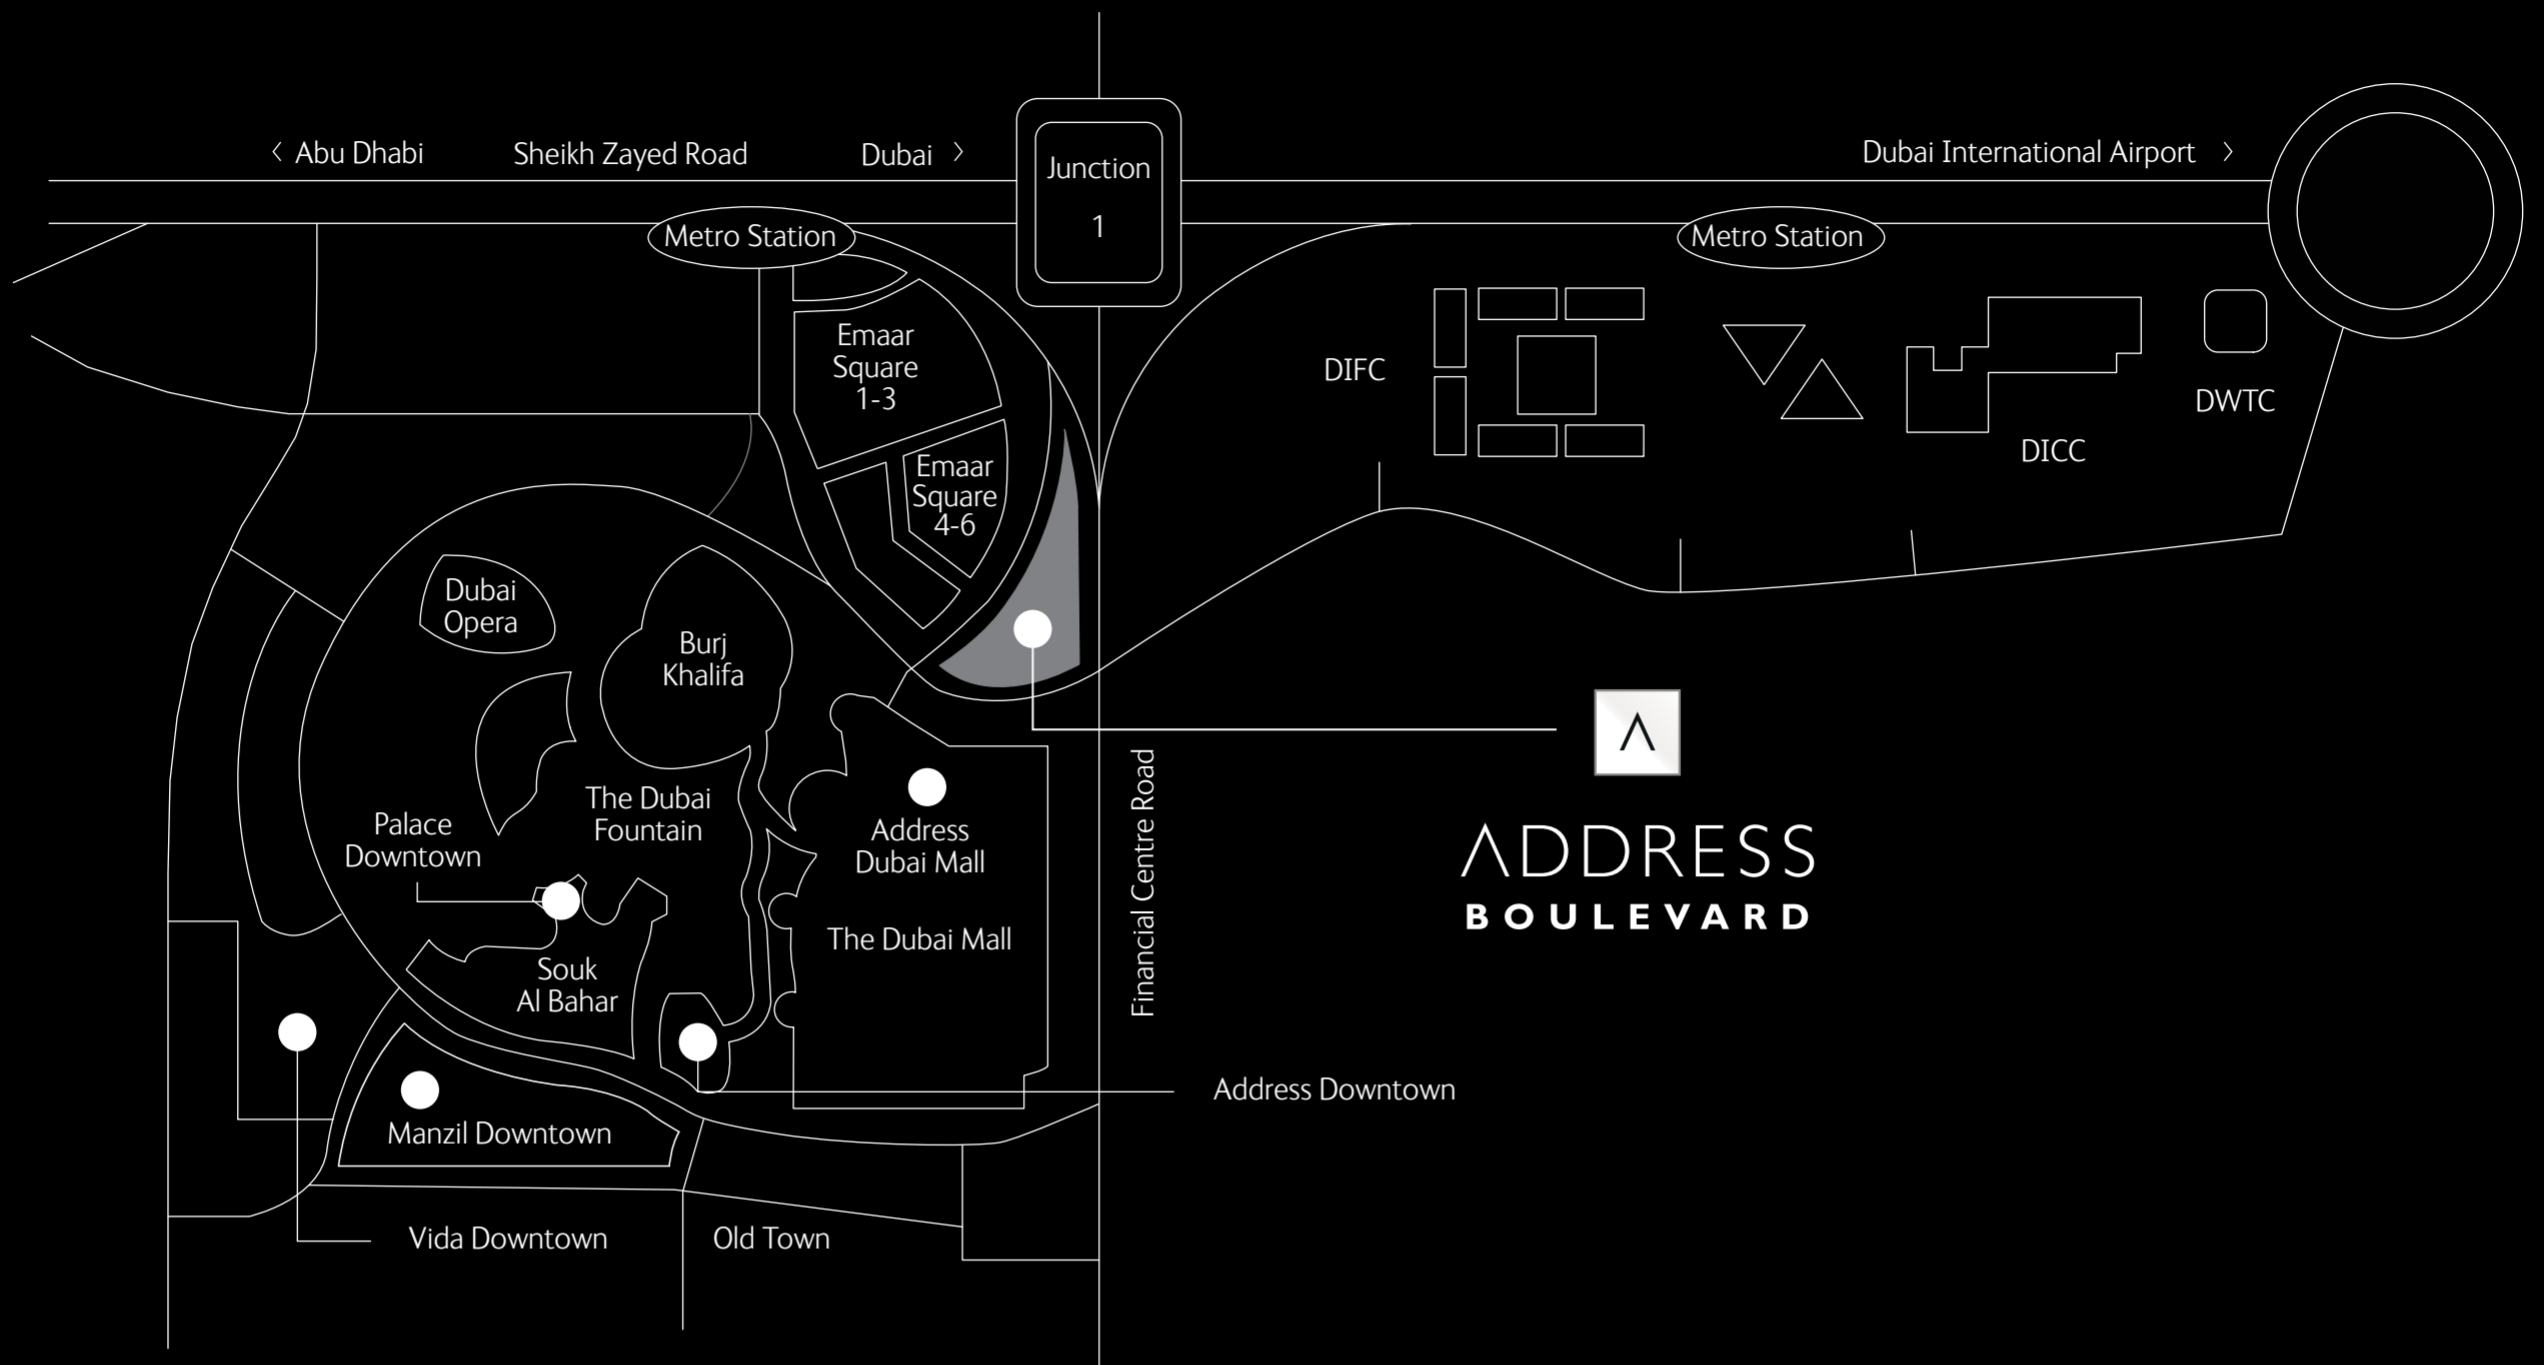 Abu Dhabi
Sheikh Zayed Road
Dubai
Junction
1
Dubai International Airport
Metro Station
Metro Station
Emaar
Square
1-3
Emaar
Square
4-6
DIFC
DICC
DWTC
Dubai
Opera
Burj
Khalifa
The Dubai
Fountain
Palace
Downtown
Address
Dubai Mall
The Dubai Mall
Financial Centre Road
ADDRESS
BOULEVARD
Souk
Al Bahar
Address Downtown
Manzil Downtown
Vida Downtown
Old Town